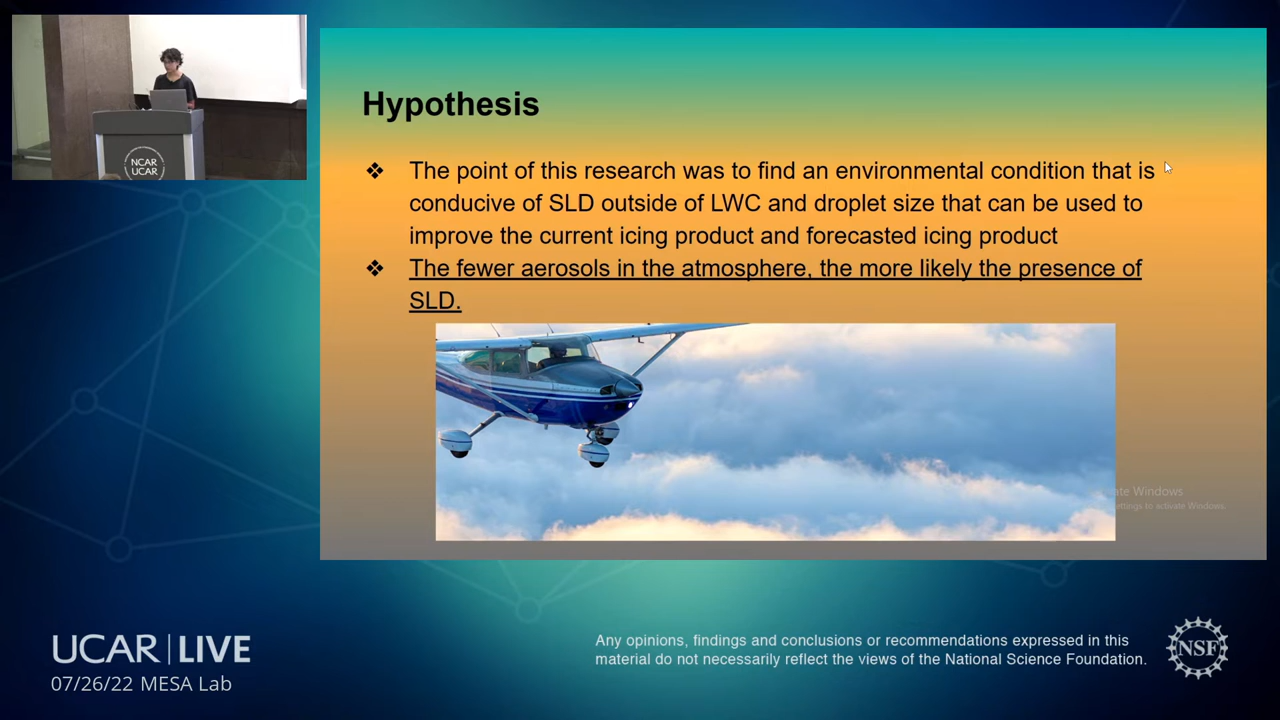 NCAR
UCAR
Hypothesis
❖ The point of this research was to find an environmental condition that is
conducive of SLD outside of LWC and droplet size that can be used to
improve the current icing product and forecasted icing product
❖ The fewer aerosols in the atmosphere, the more likely the presence of
SLD.
ate Windows
ettings to activate Windows.
UCAR | LIVE
07/26/22 MESA Lab
Any opinions, findings and conclusions or recommendations expressed in this
material do not necessarily reflect the views of the National Science Foundation.
NSF